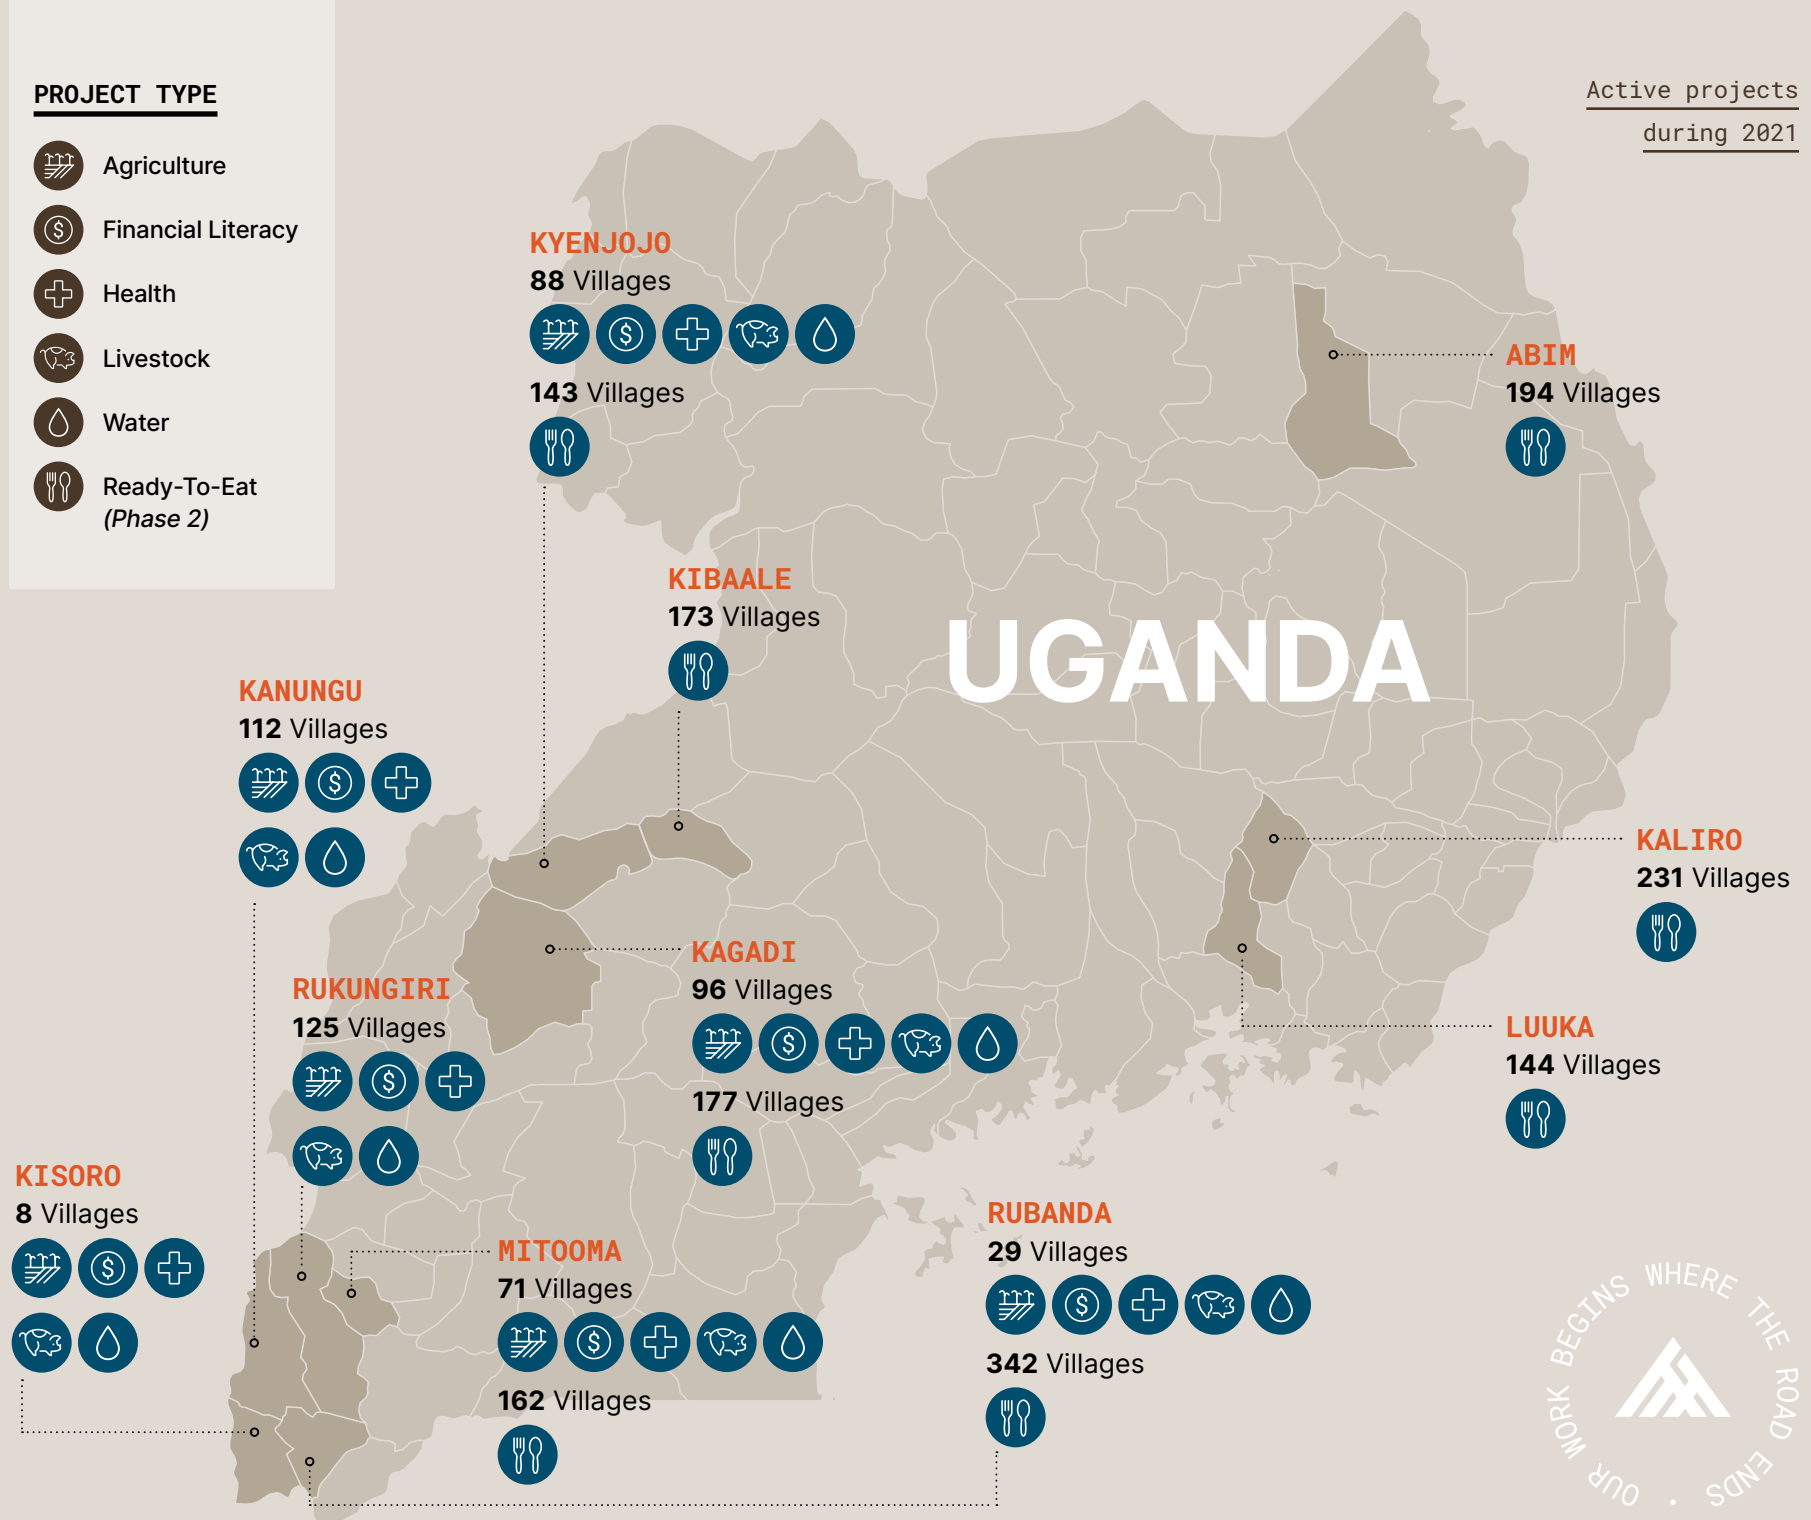 PROJECT TYPE
Agriculture
Financial Literacy
Health
Livestock
Water
Ready-To-Eat
(Phase 2)
Active projects
during 2021
KYENJOJO
88 Villages
143 Villages
ABIM
194 Villages
KIBAALE
173 Villages
UGANDA
KANUNGU
112 Villages
KALIRO
231 Villages
KAGADI
96 Villages
177 Villages
RUKUNGIRI
125 Villages
LUUKA
144 Villages
KISORO
8 Villages
MITOOMA
71 Villages
162 Villages
RUBANDA
29 Villages
342 Villages
OUR WORK BEGINS WHERE THE ROAD ENDS •